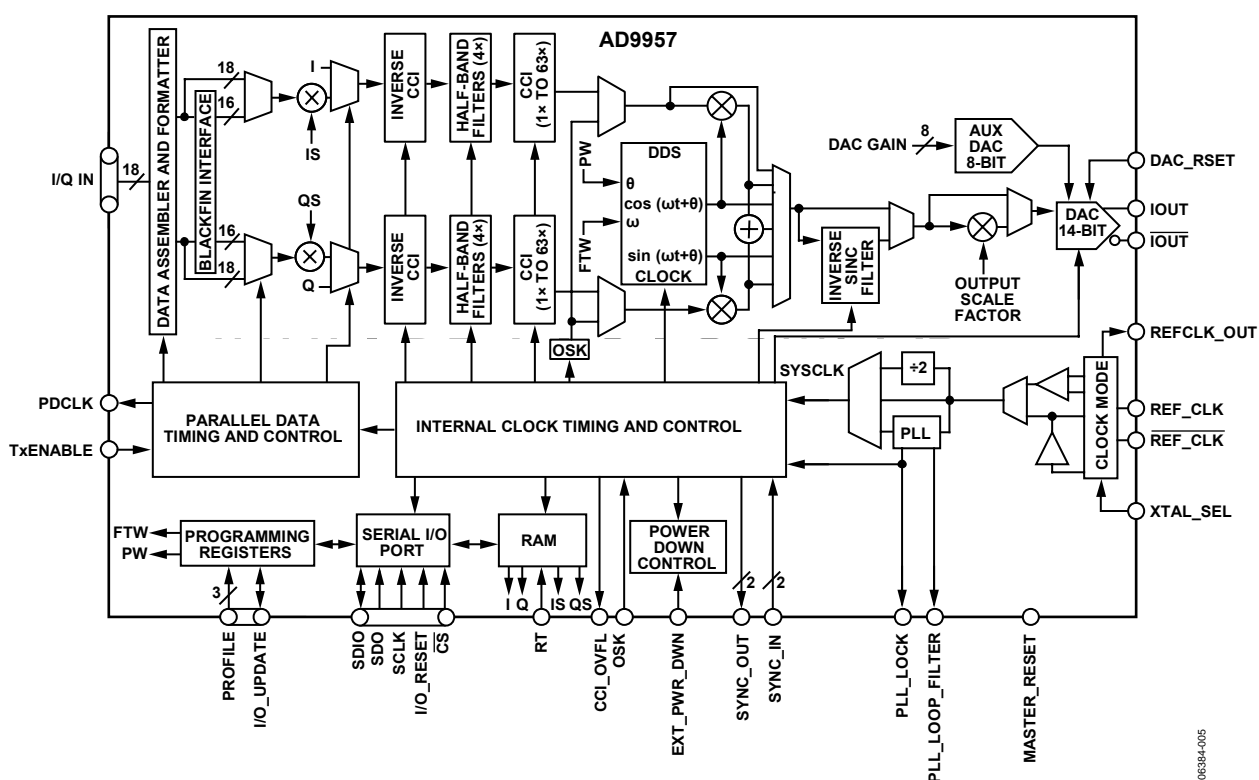 AD9957
I/Q IN
18
DATA ASSEMBLER AND FORMATTER
BLACKFIN INTERFACE
18
16
IS
I
QS
16
18
Q
INVERSE
CCI
HALF-BAND
FILTERS (4×)
CCI
(1× TO 63×)
INVERSE
CCI
HALF-BAND
FILTERS (4×)
CCI
(1× TO 63×)
OSK
PW
FTW
DDS
θ
cos (ωt+θ)
ω
sin (ωt+θ)
CLOCK
INVERSE
SINC
FILTER
OUTPUT
SCALE
FACTOR
DAC GAIN
8
AUX
DAC
8-BIT
DAC
14-BIT
DAC_RSET
IOUT
I̅O̅U̅T̅
REFCLK_OUT
REF_CLK
R̅E̅F̅_̅C̅L̅K̅
XTAL_SEL
CLOCK MODE
÷2
PLL
SYSCLK
PDCLK
TxENABLE
PARALLEL DATA
TIMING AND CONTROL
INTERNAL CLOCK TIMING AND CONTROL
FTW
PW
PROGRAMMING
REGISTERS
SERIAL I/O
PORT
RAM
POWER
DOWN
CONTROL
3
I
Q
IS
QS
2
2
PROFILE
I/O_UPDATE
SDIO
SDO
SCLK
I/O_RESET
C̅S̅
RT
CCI_OVFL
OSK
EXT_PWR_DWN
SYNC_OUT
SYNC_IN
PLL_LOCK
PLL_LOOP_FILTER
MASTER_RESET
06384-005